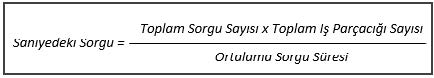 Toplam Sorgu Sayısı x Toplam İş Parçacığı Sayısı
Saniyedeki Sorgu =
Ortalama Sorgu Süresi